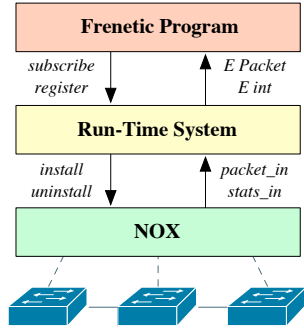 Frenetic Program
subscribe
register
E Packet
E int
Run-Time System
install
uninstall
packet_in
stats_in
NOX